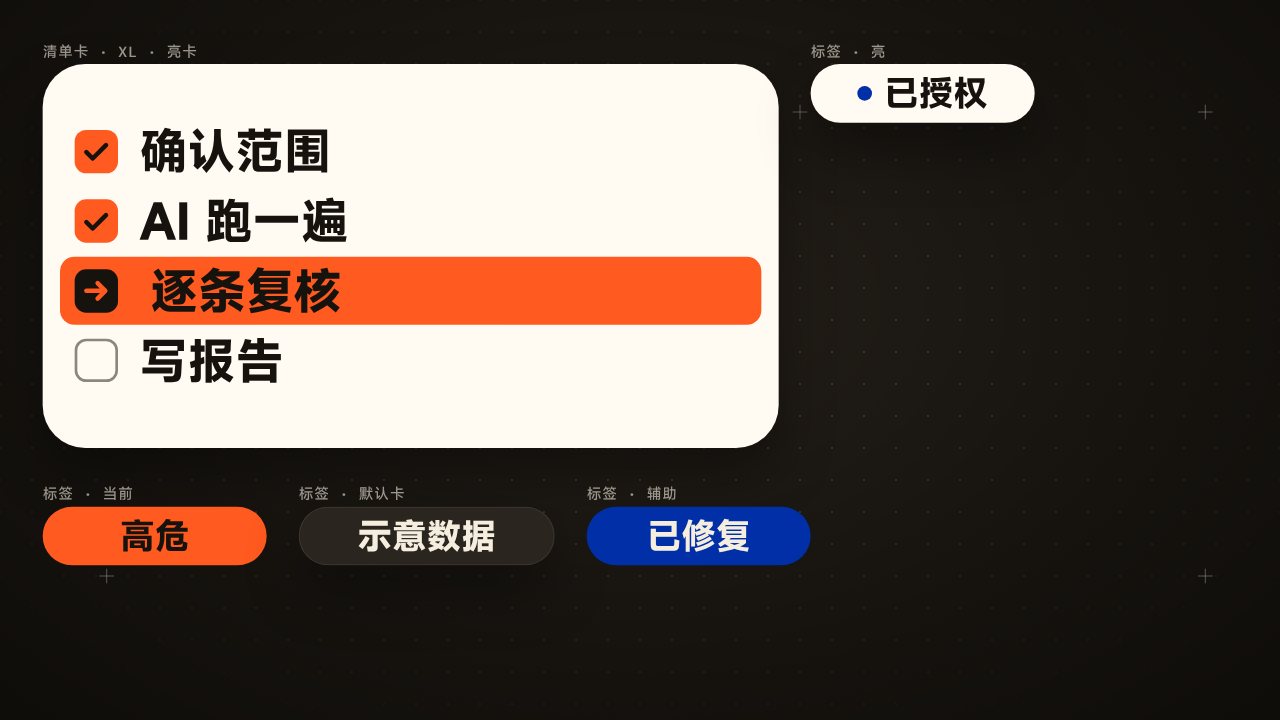 清单卡 · XL · 亮卡
标签 · 亮
确认范围
AI 跑一遍
逐条复核
写报告
已授权
标签 · 当前
标签 · 默认卡
标签 · 辅助
高危
示意数据
已修复